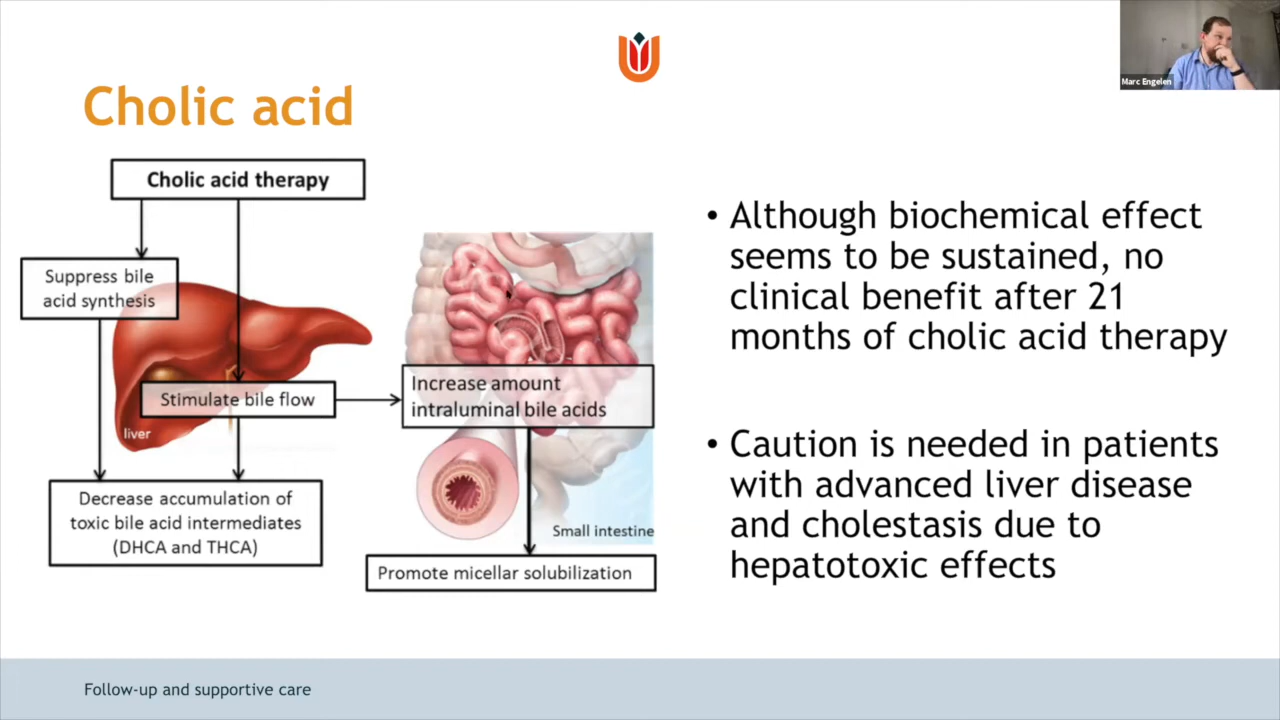 Marc Engelen
Cholic acid
Cholic acid therapy
Suppress bile
acid synthesis
Stimulate bile flow
liver
Decrease accumulation of
toxic bile acid intermediates
(DHCA and THCA)
Increase amount
intraluminal bile acids
Small intestine
Promote micellar solubilization
• Although biochemical effect
seems to be sustained, no
clinical benefit after 21
months of cholic acid therapy
• Caution is needed in patients
with advanced liver disease
and cholestasis due to
hepatotoxic effects
Follow-up and supportive care